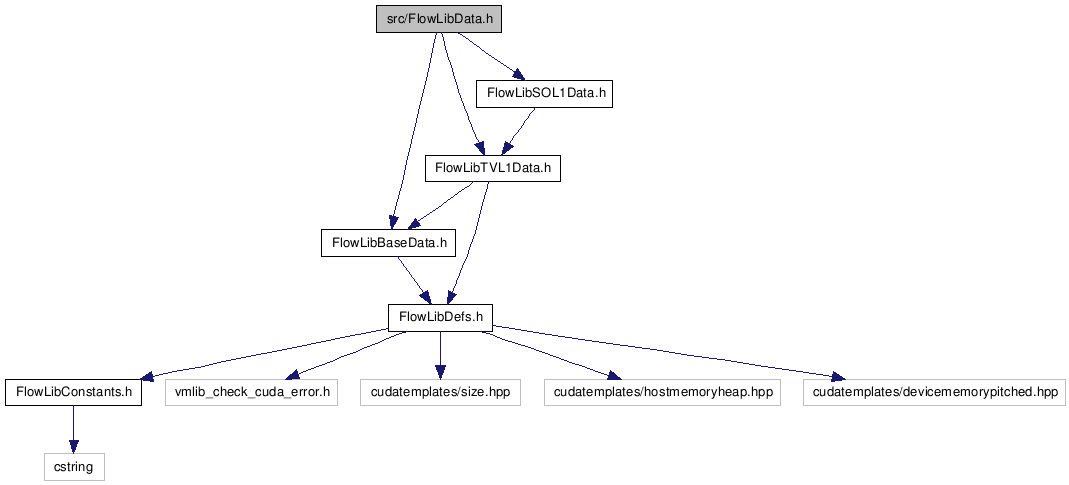 src/FlowLibData.h
FlowLibSOL1Data.h
FlowLibTVL1Data.h
FlowLibBaseData.h
FlowLibDefs.h
FlowLibConstants.h
vmlib_check_cuda_error.h
cudatemplates/size.hpp
cudatemplates/hostmemoryheap.hpp
cudatemplates/devicememorypitched.hpp
cstring